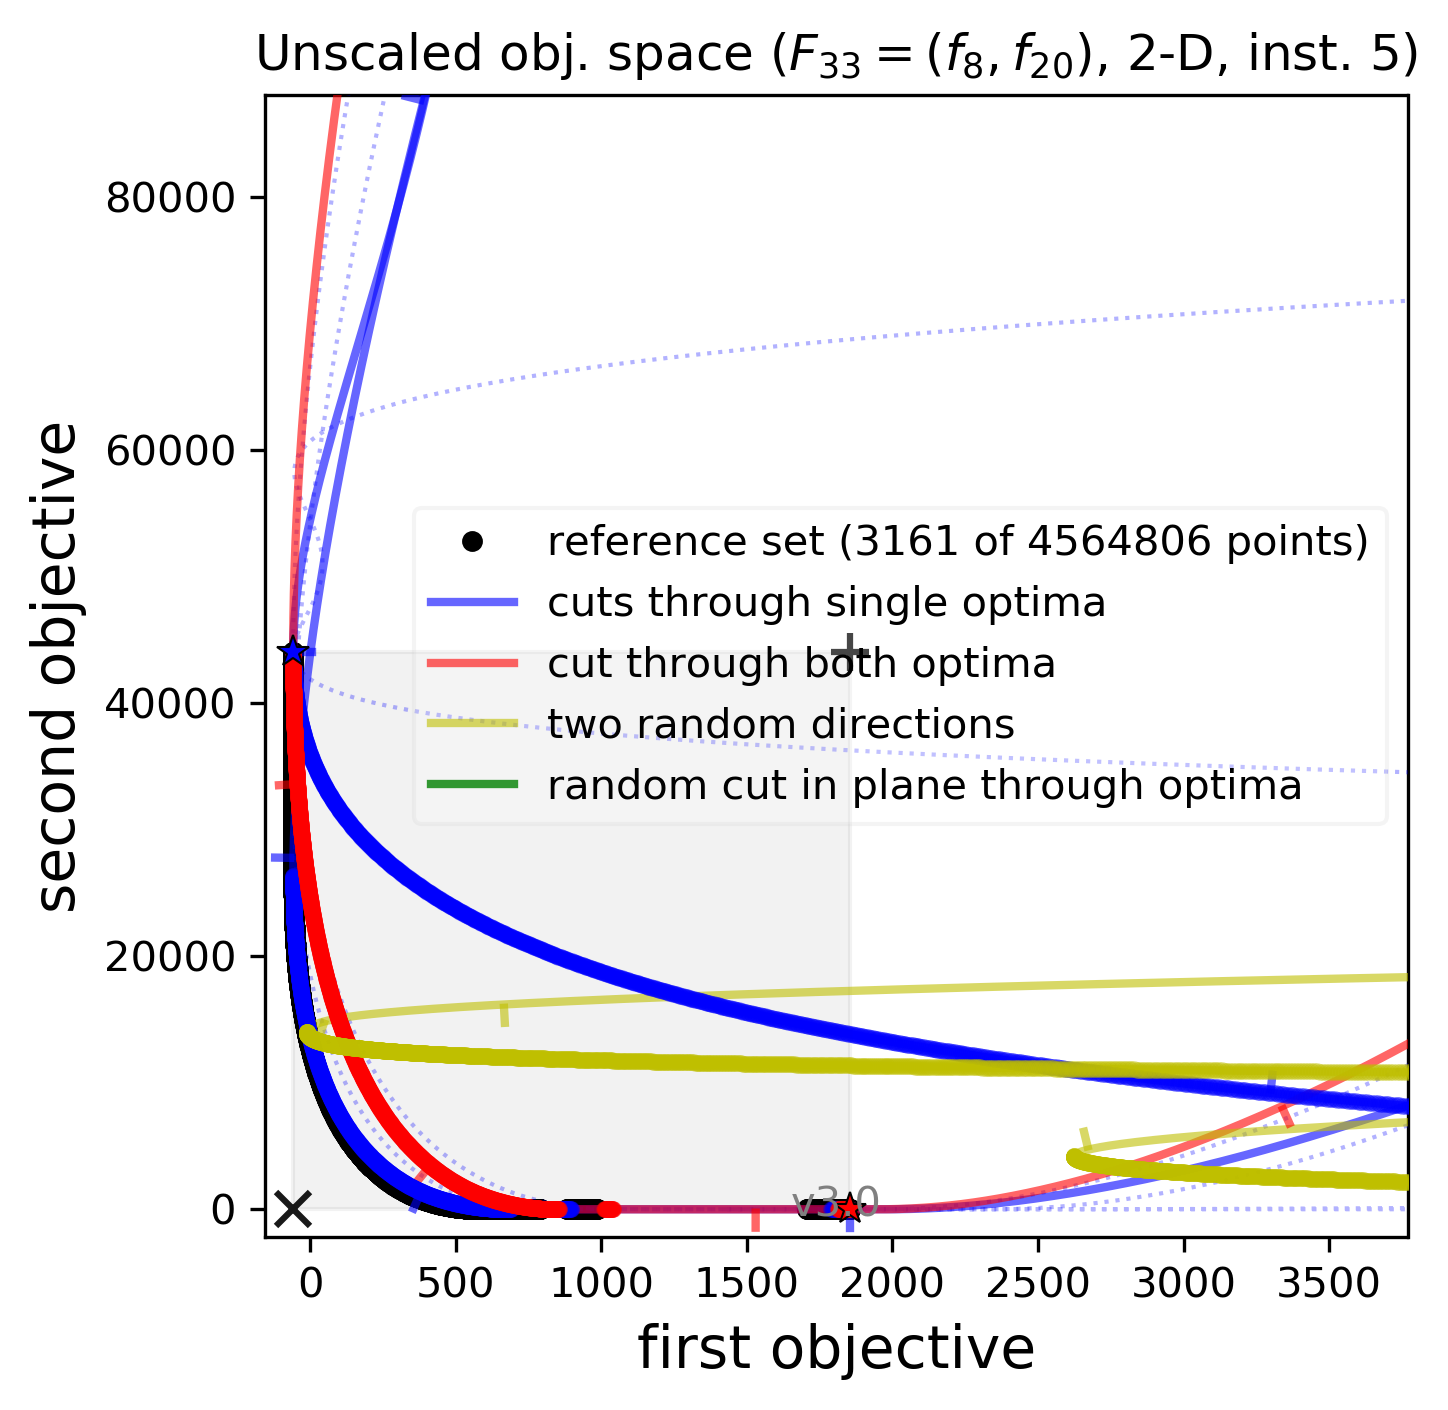 Unscaled obj. space (F33 = (f8, f20), 2-D, inst. 5)
second objective
80000
60000
40000
20000
0
reference set (3161 of 4564806 points)
cuts through single optima
cut through both optima
two random directions
random cut in plane through optima
v3.0
0 500 1000 1500 2000 2500 3000 3500
first objective